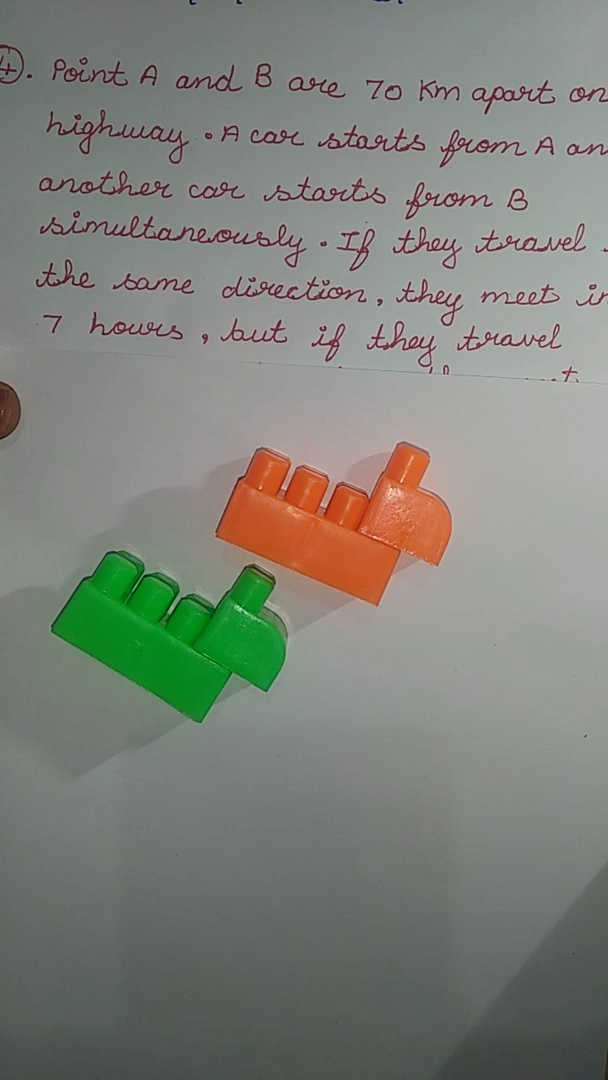 4. Point A and B are 70 Km apart on
highway. A car starts from A an
another car starts from B
simultaneously. If they travel
the same direction, they meet in
7 hours, but if they travel